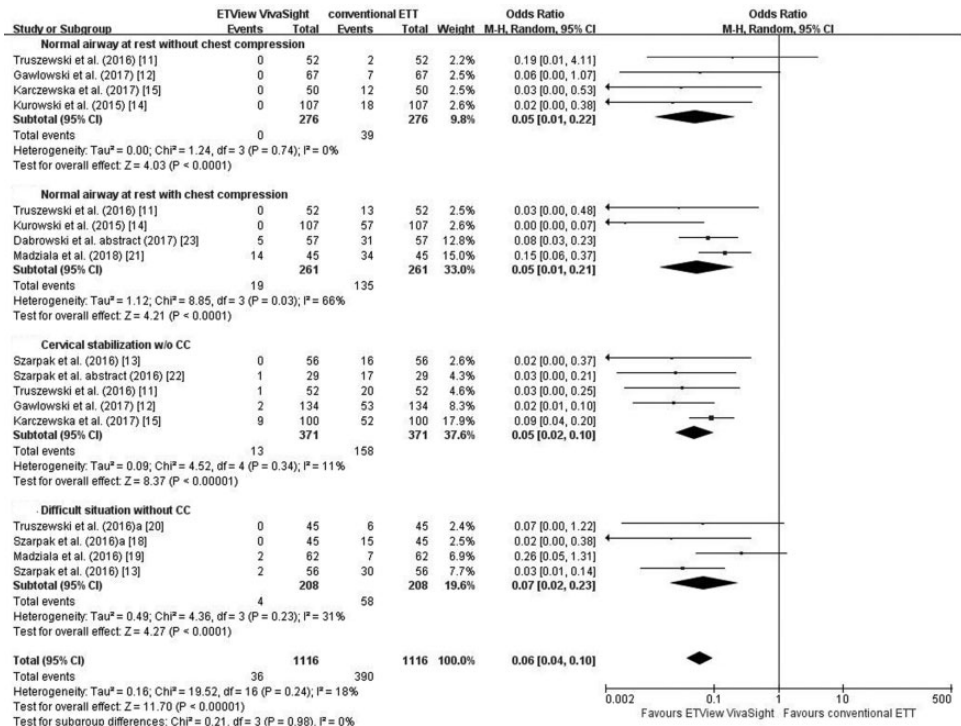 ETView VivaSight conventional ETT Odds Ratio Odds Ratio
Study or Subgroup Events Total Events Total Weight M-H, Random, 95% CI M-H, Random, 95% CI
Normal airway at rest without chest compression
Truszewski et al. (2016) [11] 0 52 2 52 2.2% 0.19 [0.01, 4.11]
Gawlowski et al. (2017) [12] 0 67 7 67 2.6% 0.06 [0.00, 1.07]
Karczewska et al. (2017) [15] 0 50 12 50 2.5% 0.03 [0.00, 0.53]
Kurowski et al. (2015) [14] 0 107 18 107 2.6% 0.02 [0.00, 0.38]
Subtotal (95% CI) 276 276 9.8% 0.05 [0.01, 0.22]
Total events 0 39
Heterogeneity: Tau² = 0.00; Chi² = 1.24, df = 3 (P = 0.74); I² = 0%
Test for overall effect: Z = 4.03 (P < 0.0001)
Normal airway at rest with chest compression
Truszewski et al. (2016) [11] 0 52 13 52 2.5% 0.03 [0.00, 0.48]
Kurowski et al. (2015) [14] 0 107 57 107 2.6% 0.00 [0.00, 0.07]
Dabrowski et al. abstract (2017) [23] 5 57 31 57 12.8% 0.08 [0.03, 0.23]
Madziala et al. (2018) [21] 14 45 34 45 15.0% 0.15 [0.06, 0.37]
Subtotal (95% CI) 261 261 33.0% 0.05 [0.01, 0.21]
Total events 19 135
Heterogeneity: Tau² = 1.12; Chi² = 8.85, df = 3 (P = 0.03); I² = 66%
Test for overall effect: Z = 4.21 (P < 0.0001)
Cervical stabilization w/o CC
Szarpak et al. (2016) [13] 0 56 16 56 2.6% 0.02 [0.00, 0.37]
Szarpak et al. abstract (2016) [22] 1 29 17 29 4.3% 0.03 [0.00, 0.21]
Truszewski et al. (2016) [11] 1 52 20 52 4.6% 0.03 [0.00, 0.25]
Gawlowski et al. (2017) [12] 2 134 53 134 8.3% 0.02 [0.01, 0.10]
Karczewska et al. (2017) [15] 9 100 52 100 17.9% 0.09 [0.04, 0.20]
Subtotal (95% CI) 371 371 37.6% 0.05 [0.02, 0.10]
Total events 13 158
Heterogeneity: Tau² = 0.09; Chi² = 4.52, df = 4 (P = 0.34); I² = 11%
Test for overall effect: Z = 8.37 (P < 0.00001)
Difficult situation without CC
Truszewski et al. (2016)a [20] 0 45 6 45 2.4% 0.07 [0.00, 1.22]
Szarpak et al. (2016)a [18] 0 45 15 45 2.5% 0.02 [0.00, 0.38]
Madziala et al. (2016) [19] 2 62 7 62 6.9% 0.26 [0.05, 1.31]
Szarpak et al. (2016) [13] 2 56 30 56 7.7% 0.03 [0.01, 0.14]
Subtotal (95% CI) 208 208 19.6% 0.07 [0.02, 0.23]
Total events 4 58
Heterogeneity: Tau² = 0.49; Chi² = 4.36, df = 3 (P = 0.23); I² = 31%
Test for overall effect: Z = 4.27 (P < 0.0001)
Total (95% CI) 1116 1116 100.0% 0.06 [0.04, 0.10]
Total events 36 390
Heterogeneity: Tau² = 0.16; Chi² = 19.52, df = 16 (P = 0.24); I² = 18%
Test for overall effect: Z = 11.70 (P < 0.00001)
Test for subgroup differences: Chi² = 0.21, df = 3 (P = 0.98), I² = 0%
0.002 0.1 1 10 500
Favours ETView VivaSight Favours conventional ETT